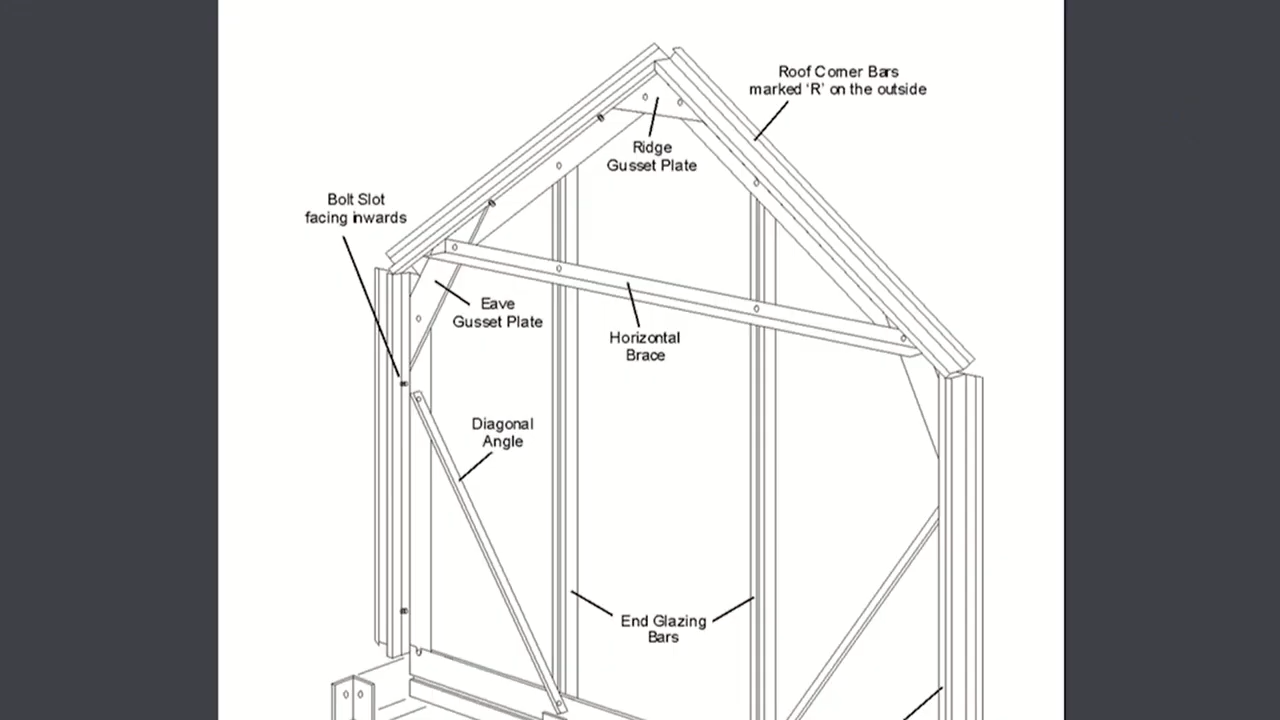 Roof Corner Bars
marked ‘R’ on the outside
Ridge
Gusset Plate
Bolt Slot
facing inwards
Eave
Gusset Plate
Horizontal
Brace
Diagonal
Angle
End Glazing
Bars